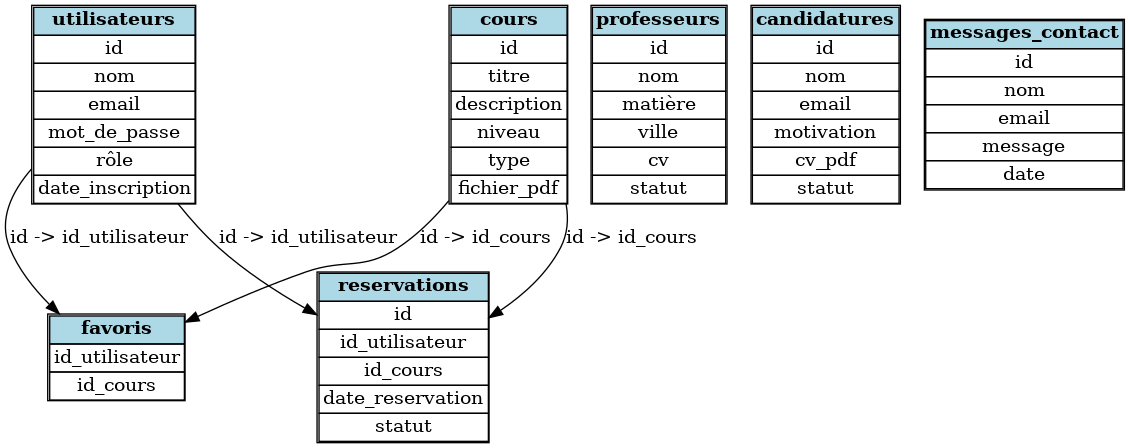 utilisateurs
id
nom
email
mot_de_passe
rôle
date_inscription
cours
id
titre
description
niveau
type
fichier_pdf
professeurs
id
nom
matière
ville
cv
statut
candidatures
id
nom
email
motivation
cv_pdf
statut
messages_contact
id
nom
email
message
date
id -> id_utilisateur
id -> id_utilisateur
id -> id_cours
id -> id_cours
favoris
id_utilisateur
id_cours
reservations
id
id_utilisateur
id_cours
date_reservation
statut